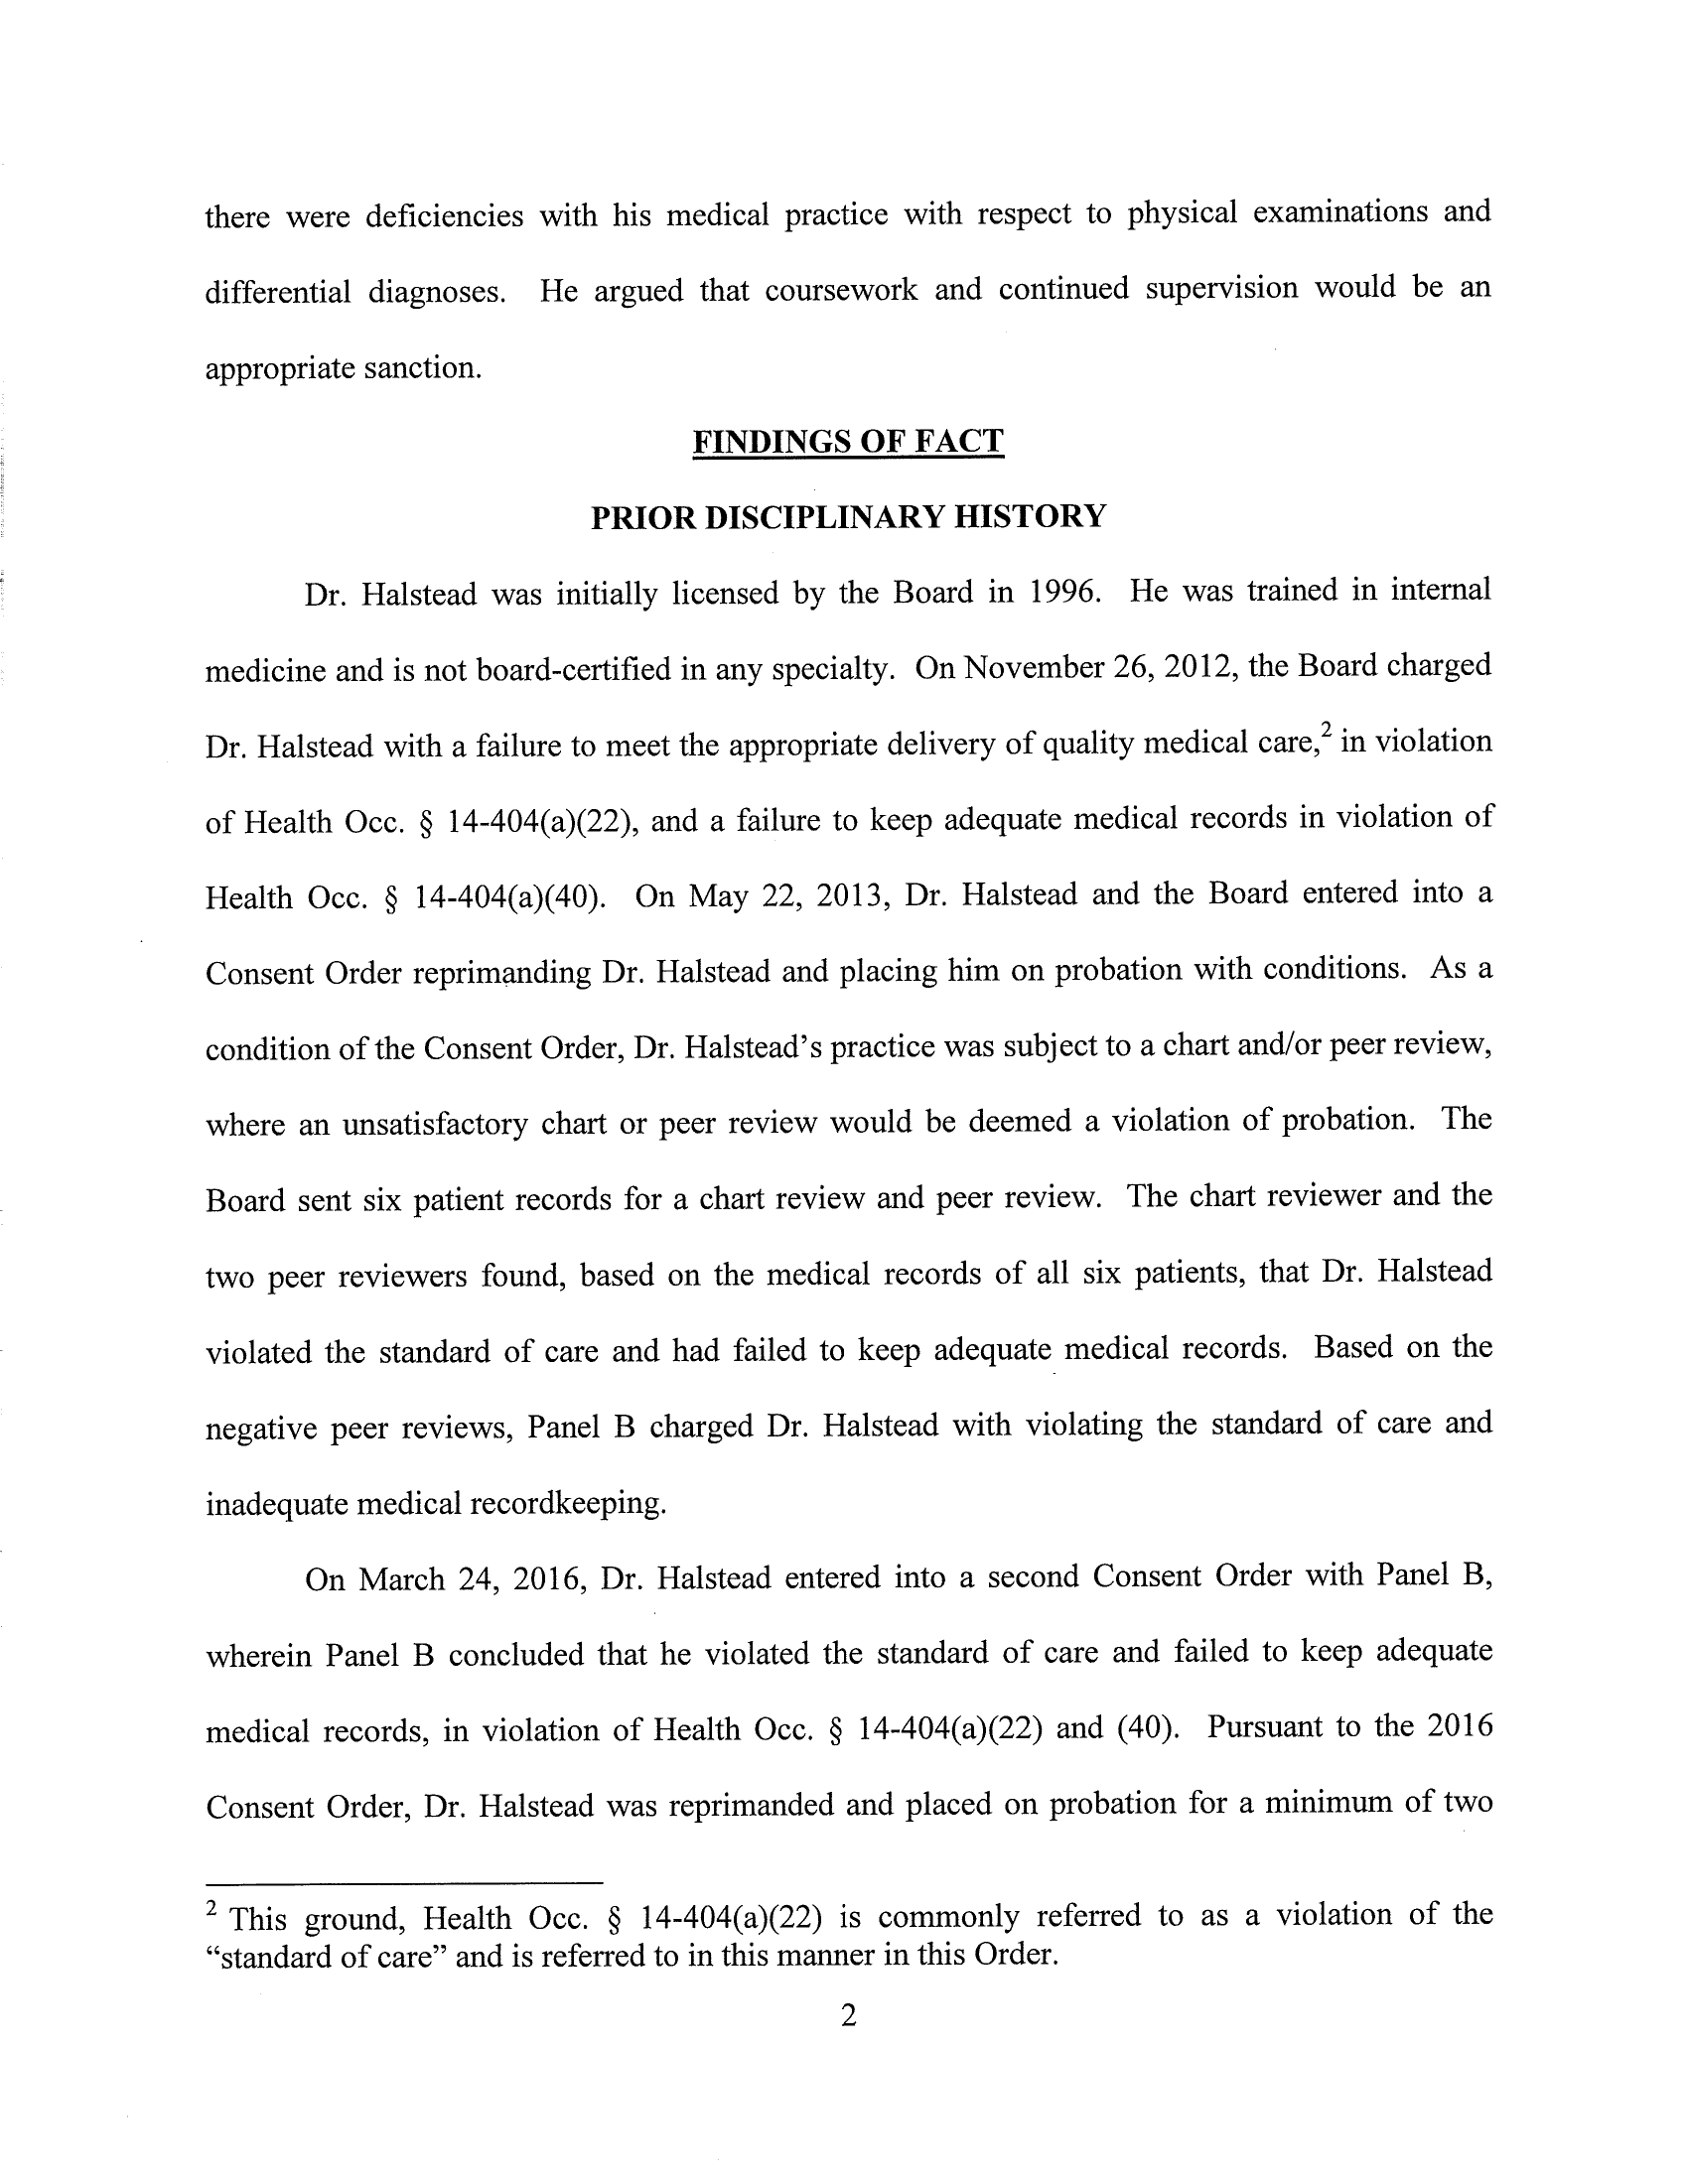 there were deficiencies with his medical practice with respect to physical examinations and
differential diagnoses. He argued that coursework and continued supervision would be an
appropriate sanction.
FINDINGS OF FACT
PRIOR DISCIPLINARY HISTORY
Dr. Halstead was initially licensed by the Board in 1996. He was trained in internal
medicine and is not board-certified in any specialty. On November 26, 2012, the Board charged
Dr. Halstead with a failure to meet the appropriate delivery of quality medical care,² in violation
of Health Occ. § 14-404(a)(22), and a failure to keep adequate medical records in violation of
Health Occ. § 14-404(a)(40). On May 22, 2013, Dr. Halstead and the Board entered into a
Consent Order reprimanding Dr. Halstead and placing him on probation with conditions. As a
condition of the Consent Order, Dr. Halstead’s practice was subject to a chart and/or peer review,
where an unsatisfactory chart or peer review would be deemed a violation of probation. The
Board sent six patient records for a chart review and peer review. The chart reviewer and the
two peer reviewers found, based on the medical records of all six patients, that Dr. Halstead
violated the standard of care and had failed to keep adequate medical records. Based on the
negative peer reviews, Panel B charged Dr. Halstead with violating the standard of care and
inadequate medical recordkeeping.
On March 24, 2016, Dr. Halstead entered into a second Consent Order with Panel B,
wherein Panel B concluded that he violated the standard of care and failed to keep adequate
medical records, in violation of Health Occ. § 14-404(a)(22) and (40). Pursuant to the 2016
Consent Order, Dr. Halstead was reprimanded and placed on probation for a minimum of two
² This ground, Health Occ. § 14-404(a)(22) is commonly referred to as a violation of the
“standard of care” and is referred to in this manner in this Order.
2